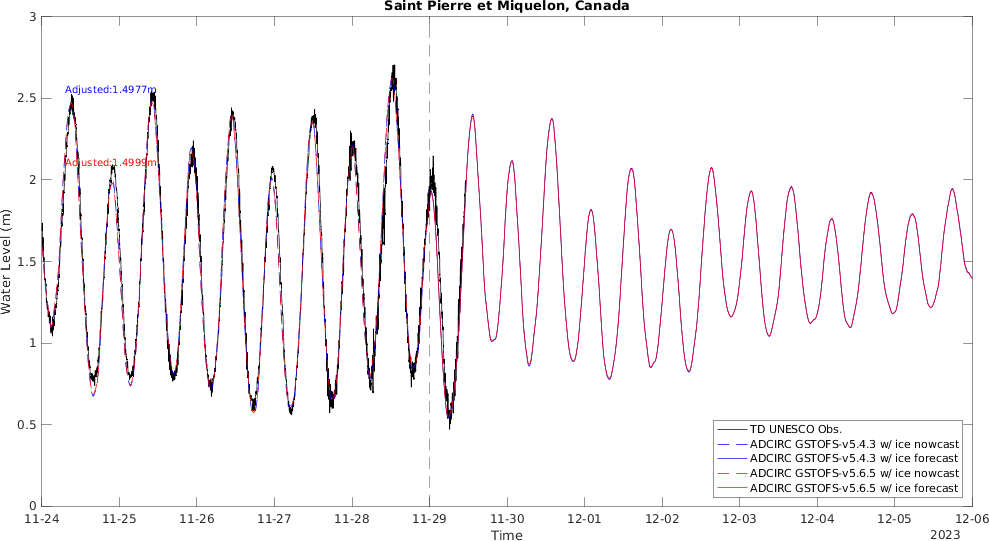 Saint Pierre et Miquelon, Canada
3
2.5
2
1.5
1
0.5
0
Water Level (m)
Adjusted:1.4977m
Adjusted:1.4999m
TD UNESCO Obs.
ADCIRC GSTOFS-v5.4.3 w/ ice nowcast
ADCIRC GSTOFS-v5.4.3 w/ ice forecast
ADCIRC GSTOFS-v5.6.5 w/ ice nowcast
ADCIRC GSTOFS-v5.6.5 w/ ice forecast
11-24 11-25 11-26 11-27 11-28 11-29 11-30 12-01 12-02 12-03 12-04 12-05 12-06
Time
2023